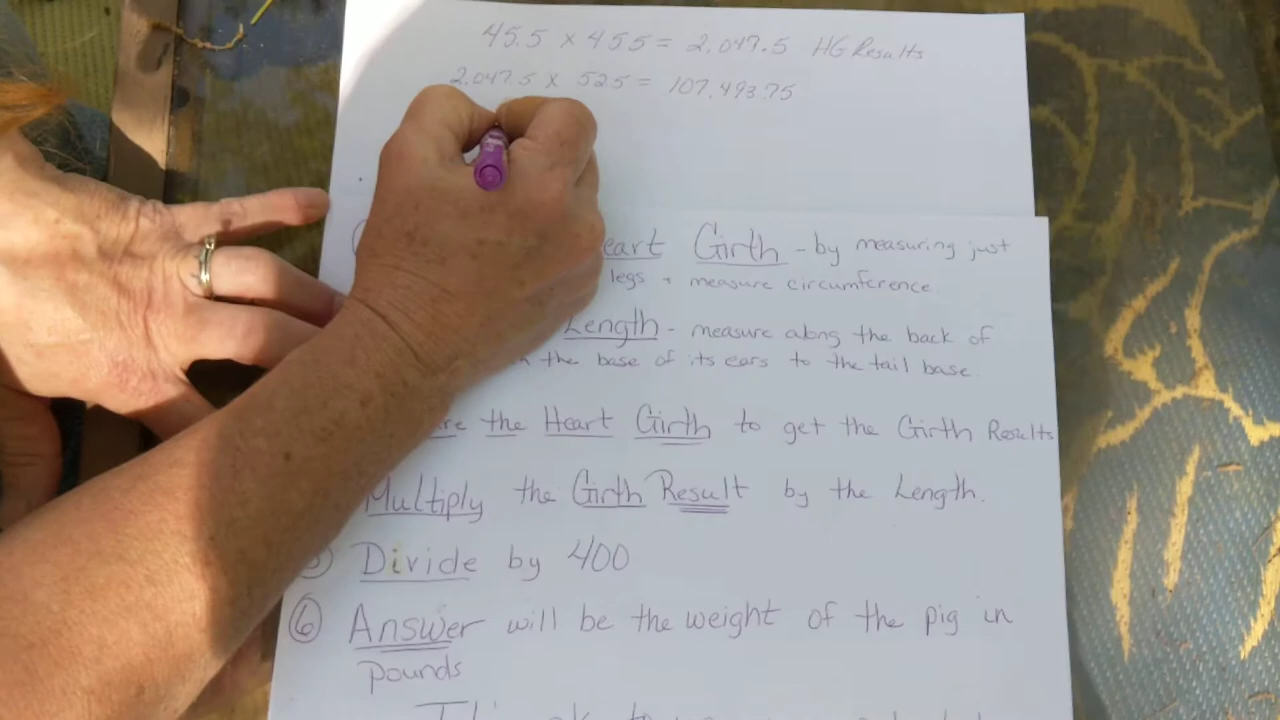 45.5 x 45.5 = 2,047.5 HG Results
2,047.5 x 52.5 = 107,493.75
eart Girth - by measuring just
legs + measure circumference.
Length - measure along the back of
the base of its ears to the tail base.
re the Heart Girth to get the Girth Results
Multiply the Girth Result by the Length.
Divide by 400
⑥ Answer will be the weight of the pig in
pounds